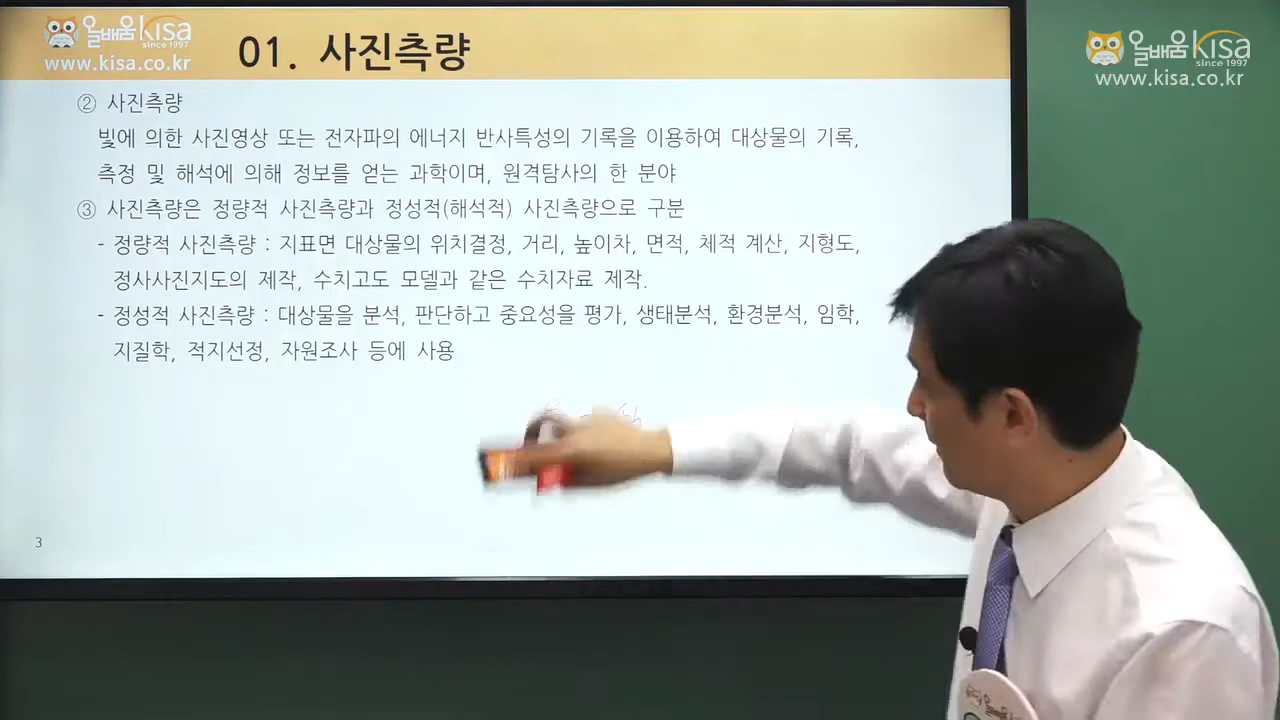 올배움 kisa
since 1997
www.kisa.co.kr
01. 사진측량
올배움 kisa
since 1997
www.kisa.co.kr
② 사진측량
빛에 의한 사진영상 또는 전자파의 에너지 반사특성의 기록을 이용하여 대상물의 기록,
측정 및 해석에 의해 정보를 얻는 과학이며, 원격탐사의 한 분야
③ 사진측량은 정량적 사진측량과 정성적(해석적) 사진측량으로 구분
- 정량적 사진측량 : 지표면 대상물의 위치결정, 거리, 높이차, 면적, 체적 계산, 지형도,
정사사진지도의 제작, 수치고도 모델과 같은 수치자료 제작.
- 정성적 사진측량 : 대상물을 분석, 판단하고 중요성을 평가, 생태분석, 환경분석, 임학,
지질학, 적지선정, 자원조사 등에 사용
3